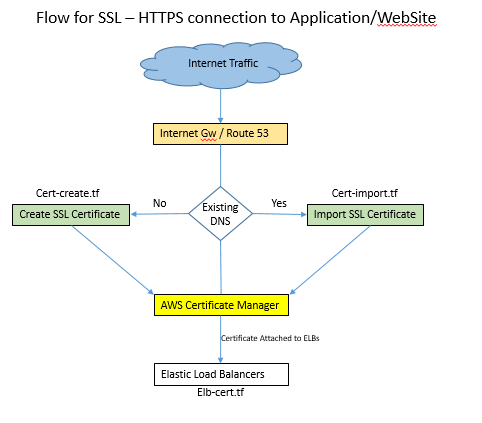 Flow for SSL – HTTPS connection to Application/WebSite
Internet Traffic
Internet Gw / Route 53
Cert-create.tf
No
Yes
Cert-import.tf
Create SSL Certificate
Existing
DNS
Import SSL Certificate
AWS Certificate Manager
Certificate Attached to ELBs
Elastic Load Balancers
Elb-cert.tf